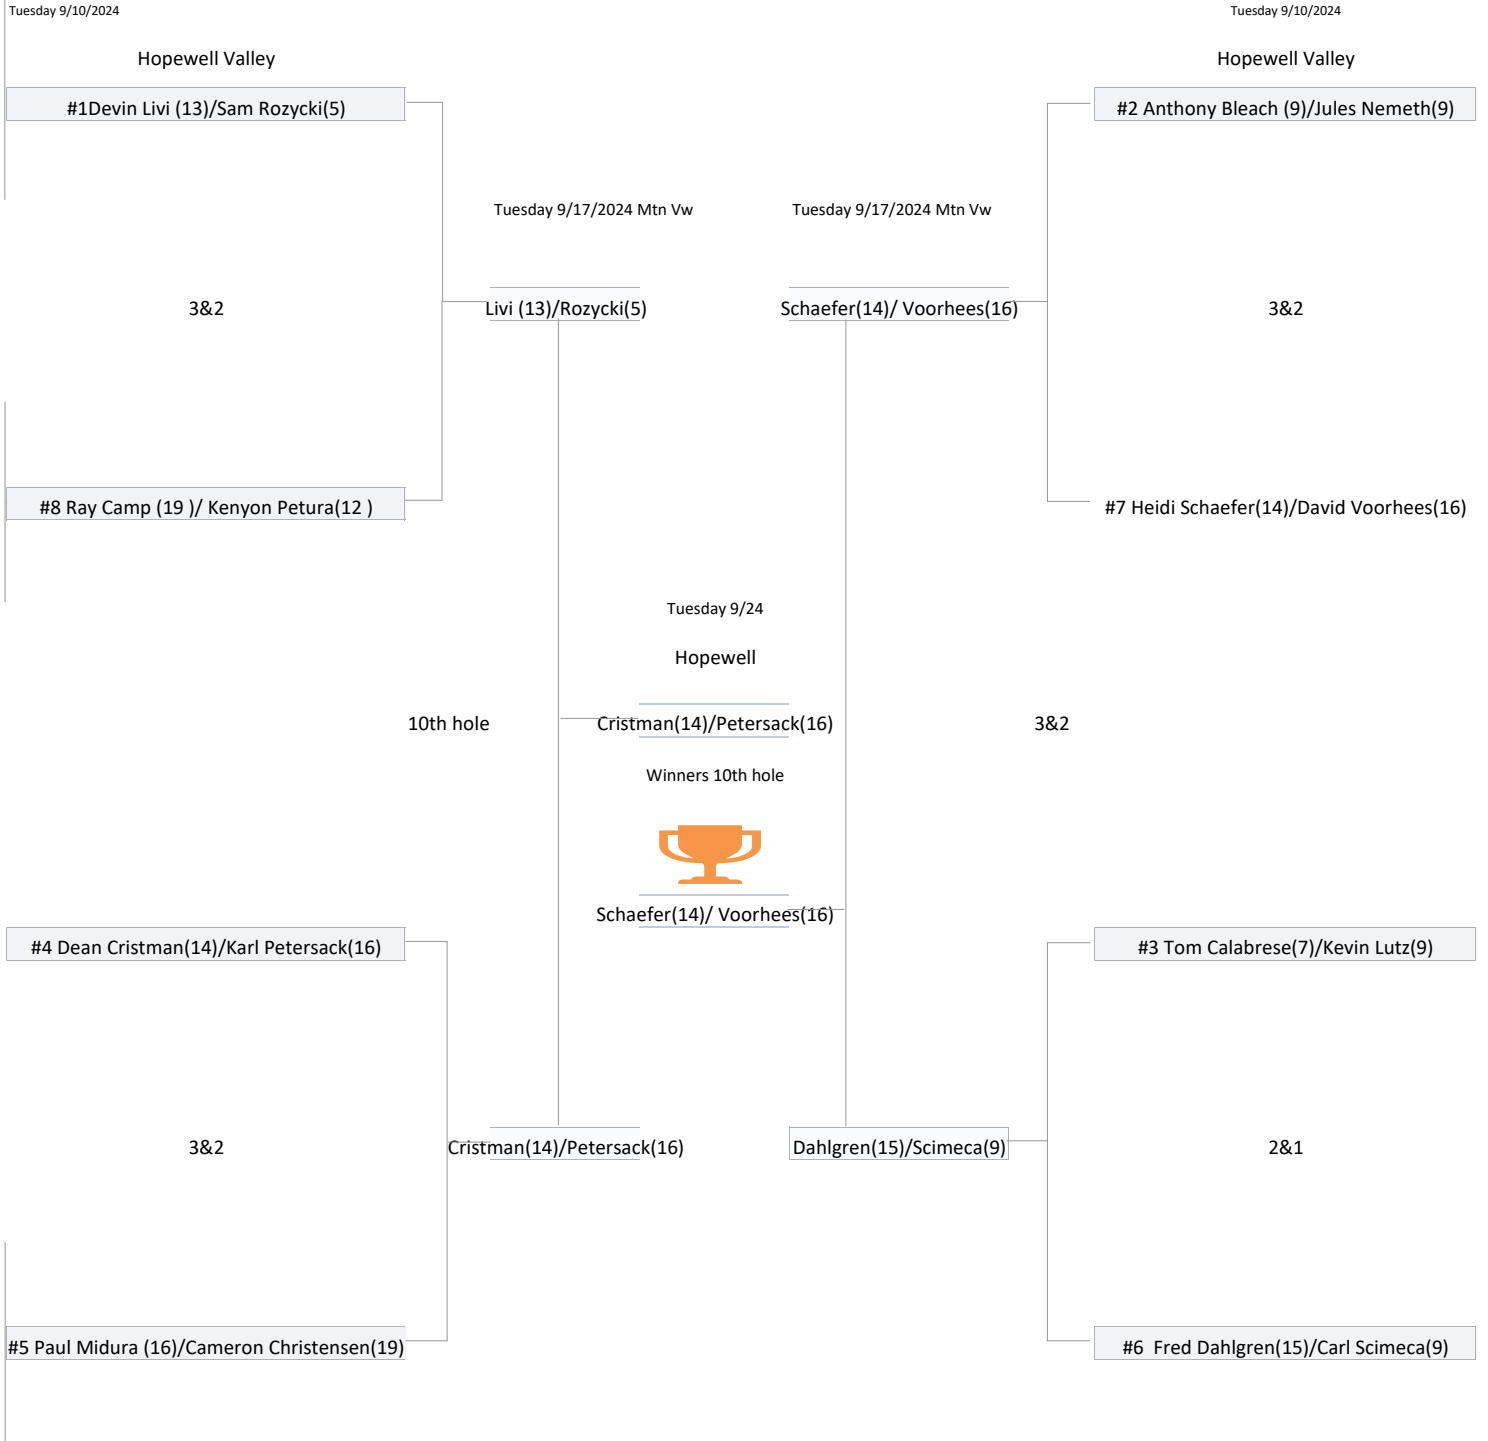 Tuesday 9/10/2024
Tuesday 9/10/2024
Hopewell Valley
Hopewell Valley
#1Devin Livi (13)/Sam Rozycki(5)
#2 Anthony Bleach (9)/Jules Nemeth(9)
Tuesday 9/17/2024 Mtn Vw
Tuesday 9/17/2024 Mtn Vw
3&2
Livi (13)/Rozycki(5)
Schaefer(14)/ Voorhees(16)
3&2
#8 Ray Camp (19 )/ Kenyon Petura(12 )
#7 Heidi Schaefer(14)/David Voorhees(16)
Tuesday 9/24
Hopewell
10th hole
Cristman(14)/Petersack(16)
3&2
Winners 10th hole
Schaefer(14)/ Voorhees(16)
#4 Dean Cristman(14)/Karl Petersack(16)
#3 Tom Calabrese(7)/Kevin Lutz(9)
3&2
Cristman(14)/Petersack(16)
Dahlgren(15)/Scimeca(9)
2&1
#5 Paul Midura (16)/Cameron Christensen(19)
#6  Fred Dahlgren(15)/Carl Scimeca(9)